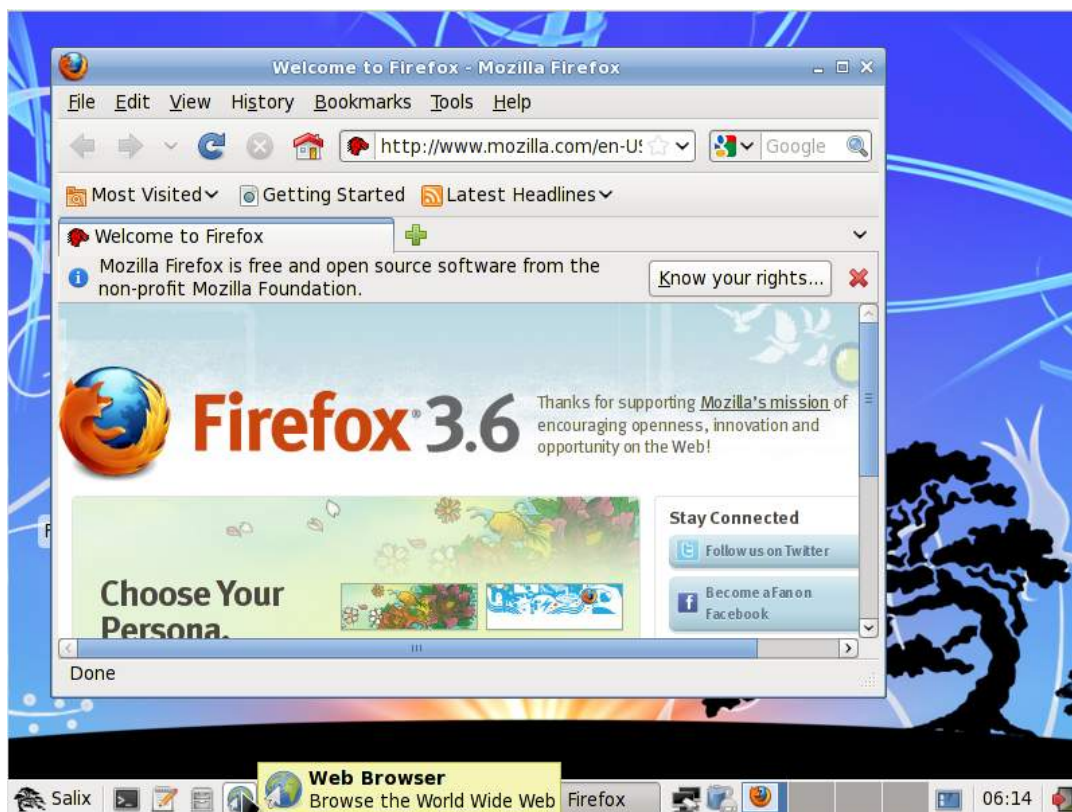 Welcome to Firefox - Mozilla Firefox
File Edit View History Bookmarks Tools Help
http://www.mozilla.com/en-US Google
Most Visited Getting Started Latest Headlines
Welcome to Firefox
Mozilla Firefox is free and open source software from the
non-profit Mozilla Foundation.
Know your rights...
Firefox® 3.6
Thanks for supporting Mozilla's mission of
encouraging openness, innovation and
opportunity on the Web!
Stay Connected
Follow us on Twitter
Become a Fan on
Facebook
Choose Your
Persona.
Done
Web Browser
Browse the World Wide Web
Salix Firefox 06:14